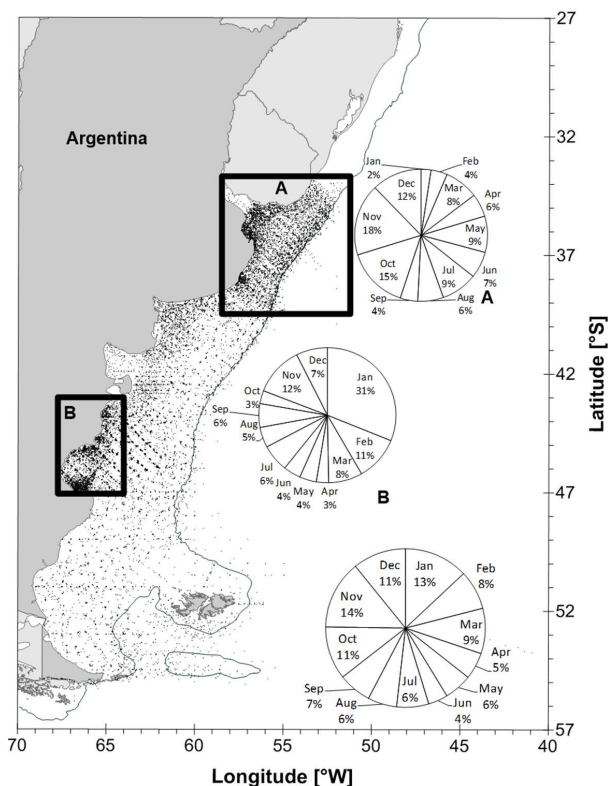 27
32
37
42
47
52
57
Latitude [°S]
70
65
60
55
50
45
40
Longitude [°W]
Argentina
A
B
Jan
2%
Feb
4%
Mar
8%
Apr
6%
May
9%
Jun
7%
Jul
9%
Aug
6%
Sep
4%
Oct
15%
Nov
18%
Dec
12%
A
Jan
31%
Feb
11%
Mar
8%
Apr
3%
May
4%
Jun
4%
Jul
6%
Aug
5%
Sep
6%
Oct
3%
Nov
12%
Dec
7%
B
Jan
13%
Feb
8%
Mar
9%
Apr
5%
May
6%
Jun
4%
Jul
6%
Aug
6%
Sep
7%
Oct
11%
Nov
14%
Dec
11%